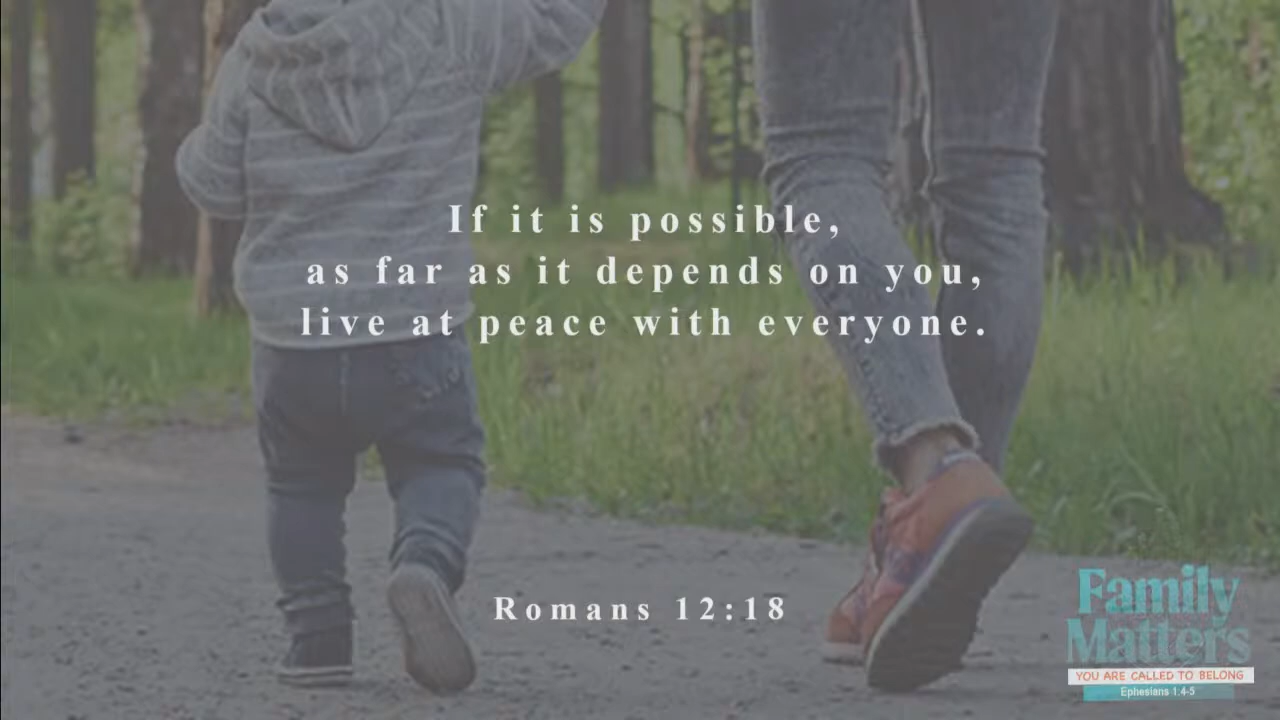 If it is possible,
as far as it depends on you,
live at peace with everyone.
Romans 12:18
Family
Matters
YOU ARE CALLED TO BELONG
Ephesians 1:4-5